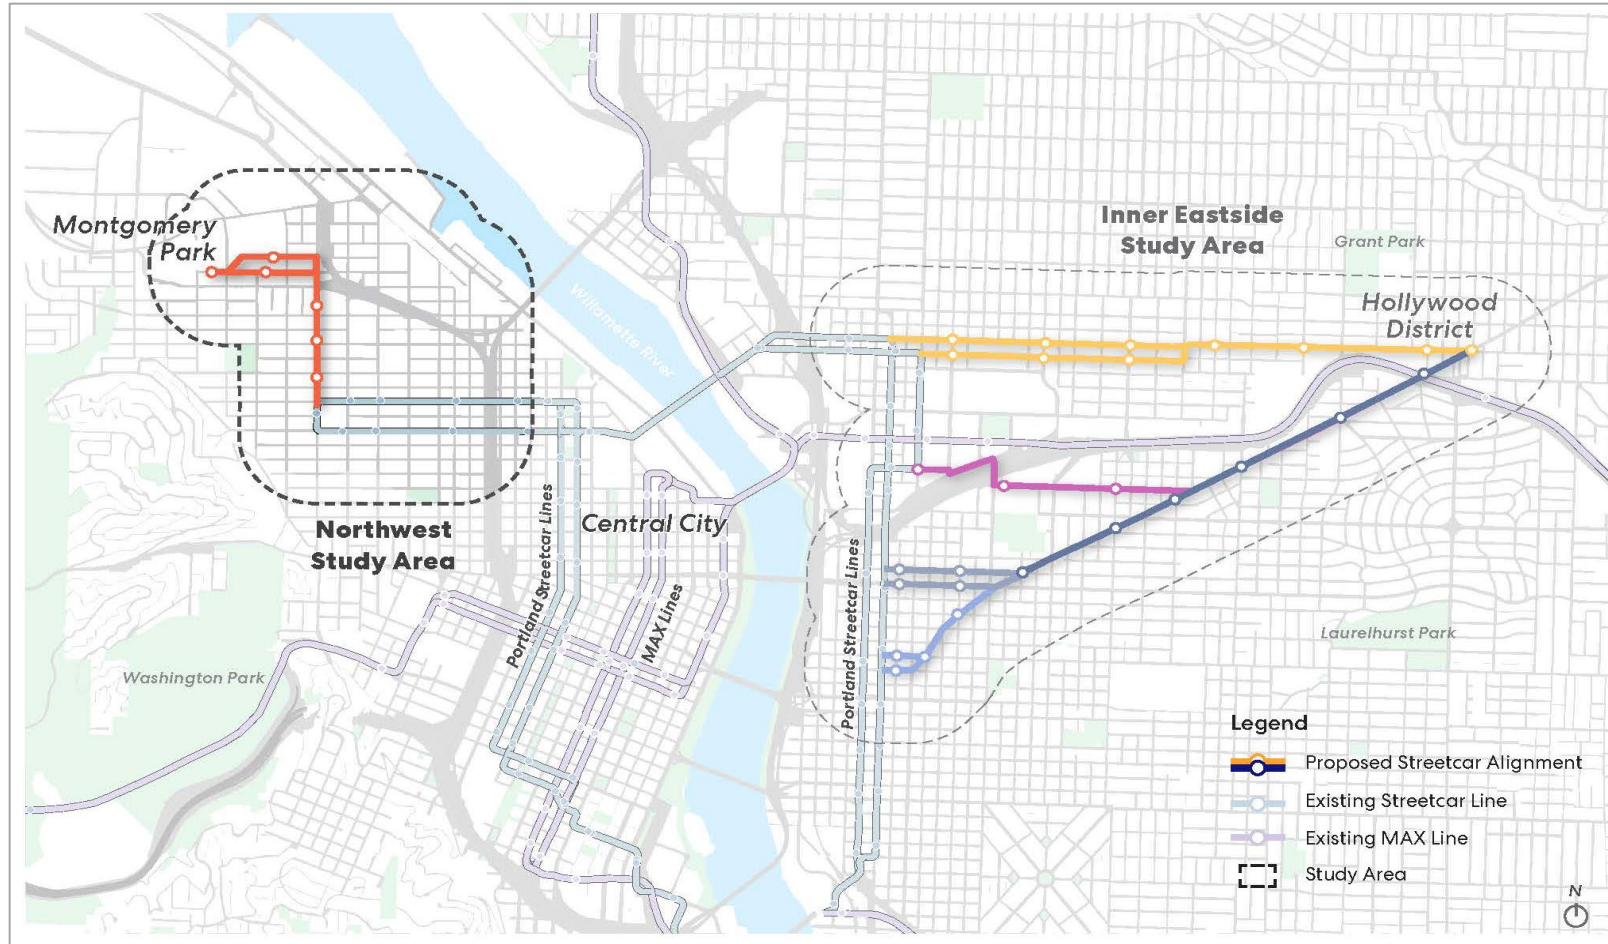 Montgomery
Park
Northwest
Study Area
Willamette River
Inner Eastside
Study Area
Grant Park
Hollywood
District
Central City
Portland Streetcar Lines
MAX Lines
Portland Streetcar Lines
Washington Park
Laurelhurst Park
Legend
Proposed Streetcar Alignment
Existing Streetcar Line
Existing MAX Line
Study Area
N